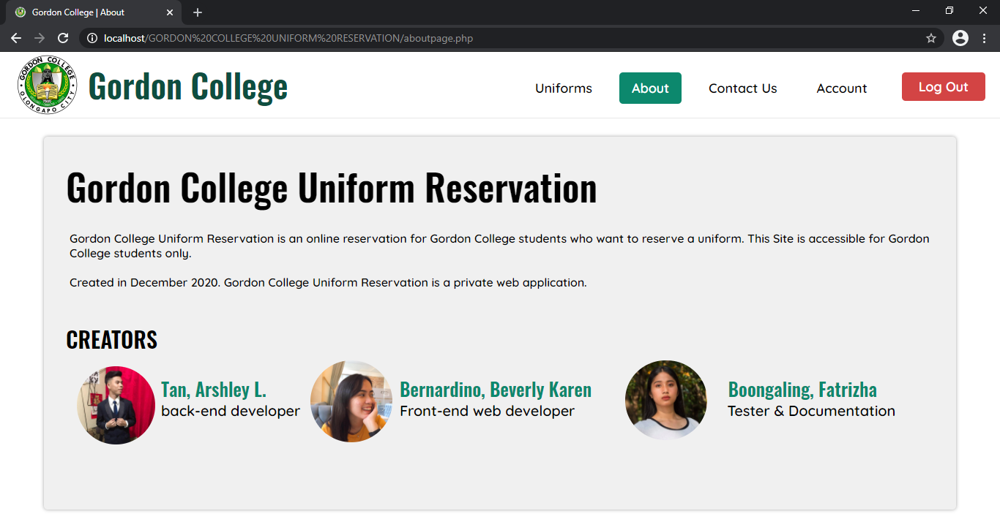 Gordon College | About
localhost/GORDON%20COLLEGE%20UNIFORM%20RESERVATION/aboutpage.php
GORDON COLLEGE
OLONGAPO CITY
Gordon College
Uniforms
About
Contact Us
Account
Log Out
Gordon College Uniform Reservation
Gordon College Uniform Reservation is an online reservation for Gordon College students who want to reserve a uniform. This Site is accessible for Gordon
College students only.
Created in December 2020. Gordon College Uniform Reservation is a private web application.
CREATORS
Tan, Arshley L.
back-end developer
Bernardino, Beverly Karen
Front-end web developer
Boongaling, Fatrizha
Tester & Documentation